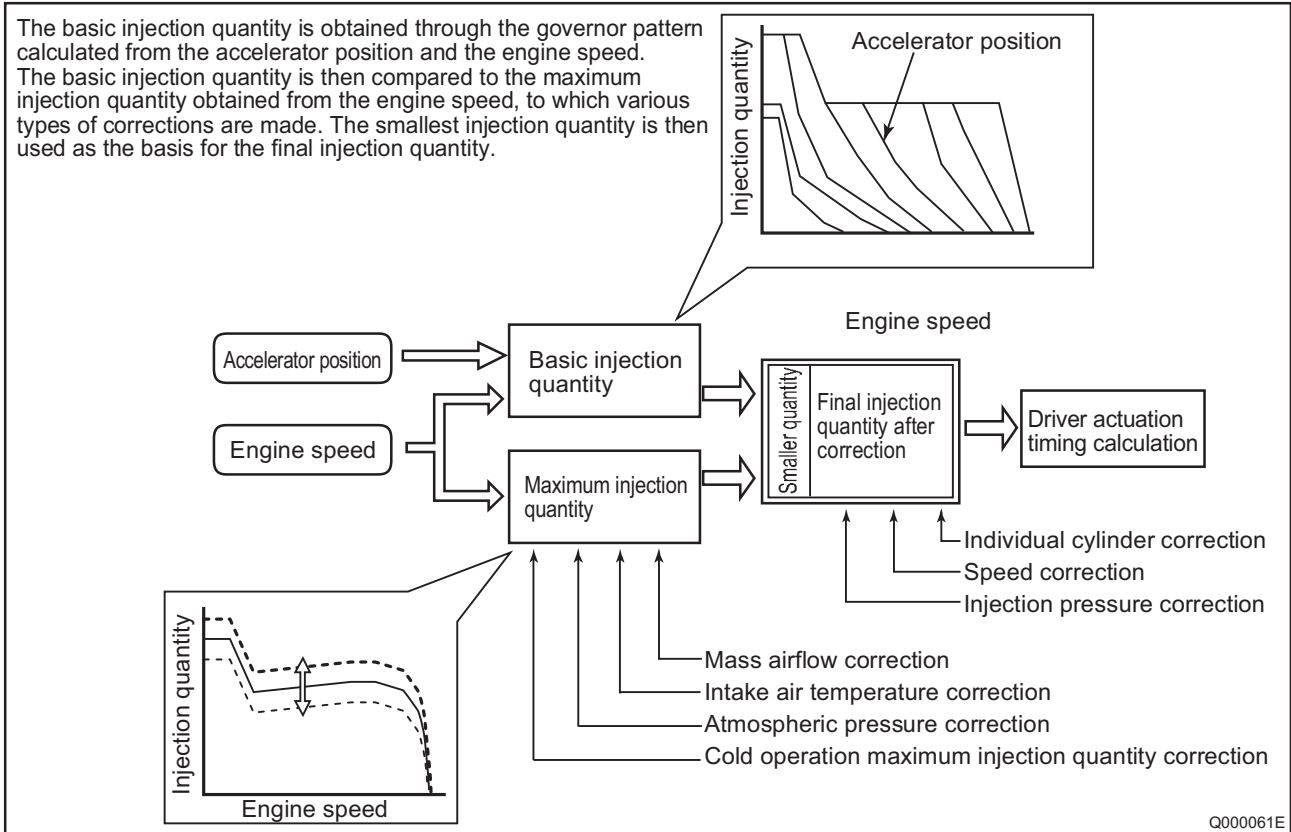 The basic injection quantity is obtained through the governor pattern
calculated from the accelerator position and the engine speed.
The basic injection quantity is then compared to the maximum
injection quantity obtained from the engine speed, to which various
types of corrections are made. The smallest injection quantity is then
used as the basis for the final injection quantity.
Injection quantity
Accelerator position
Engine speed
Accelerator position
Engine speed
Basic injection
quantity
Maximum injection
quantity
Smaller quantity
Final injection
quantity after
correction
Driver actuation
timing calculation
Individual cylinder correction
Speed correction
Injection pressure correction
Mass airflow correction
Intake air temperature correction
Atmospheric pressure correction
Cold operation maximum injection quantity correction
Injection quantity
Engine speed
Q000061E